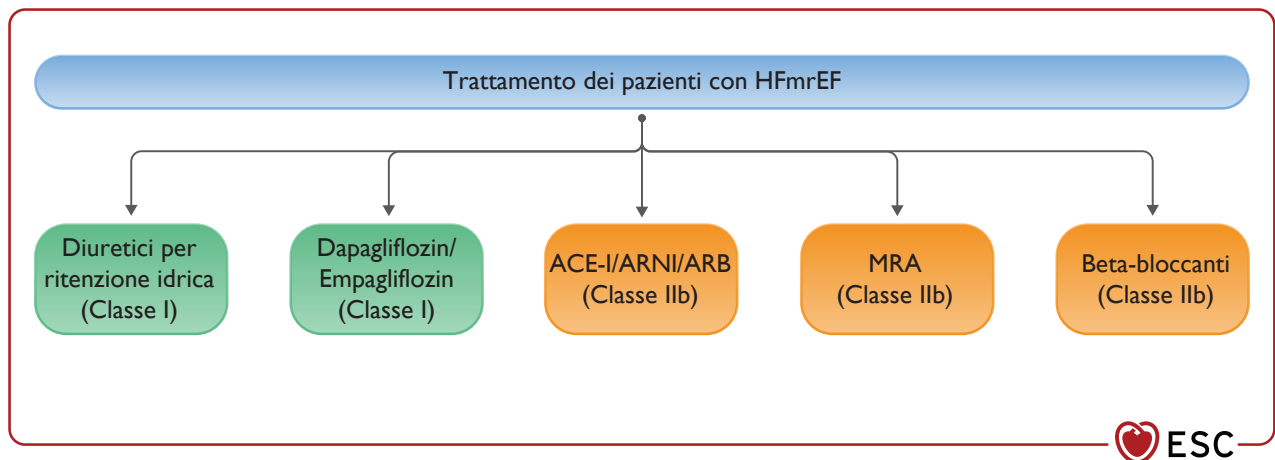 Trattamento dei pazienti con HFmrEF
Diuretici per
ritenzione idrica
(Classe I)
Dapagliflozin/
Empagliflozin
(Classe I)
ACE-I/ARNI/ARB
(Classe IIb)
MRA
(Classe IIb)
Beta-bloccanti
(Classe IIb)
ESC